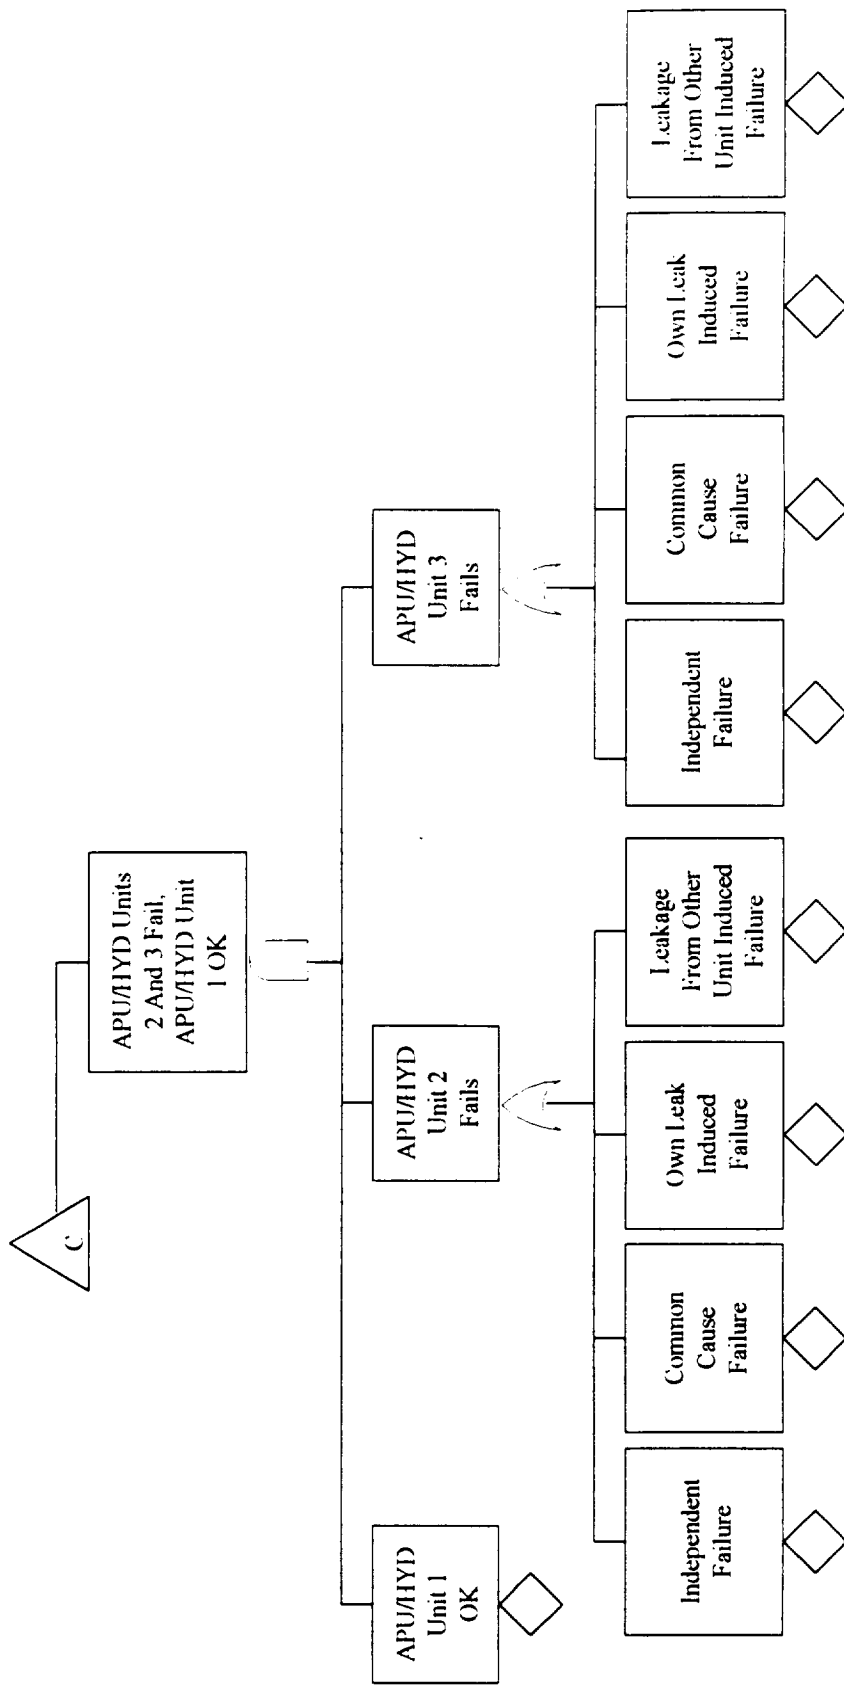 C
APU/HYD Units
2 And 3 Fail,
APU/HYD Unit
1 OK
APU/HYD
Unit 1
OK
APU/HYD
Unit 2
Fails
APU/HYD
Unit 3
Fails
Independent
Failure
Common
Cause
Failure
Own Leak
Induced
Failure
Leakage
From Other
Unit Induced
Failure
Independent
Failure
Common
Cause
Failure
Own Leak
Induced
Failure
Leakage
From Other
Unit Induced
Failure